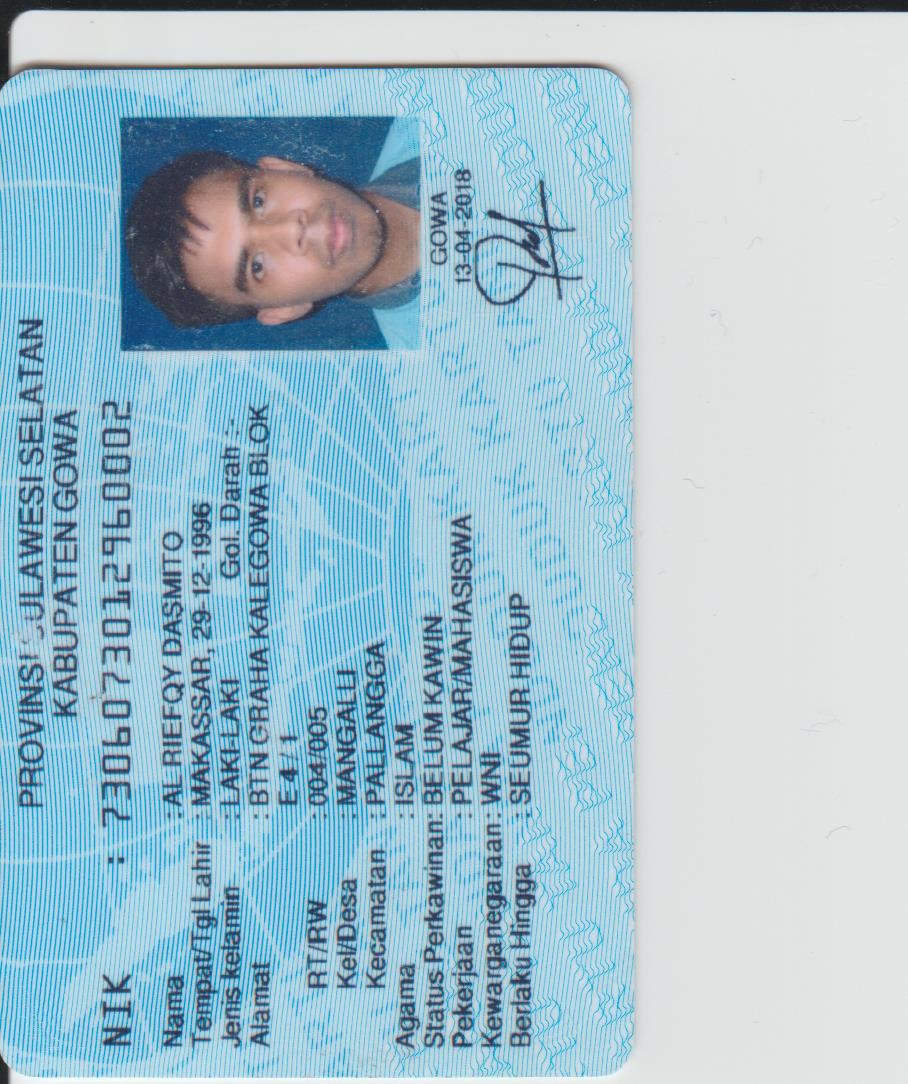 PROVINSI SULAWESI SELATAN
KABUPATEN GOWA
NIK : 7306073012960002
Nama : AL RIEFQY DASMITO
Tempat/Tgl Lahir : MAKASSAR, 29-12-1996
Jenis kelamin : LAKI-LAKI Gol. Darah :-
Alamat : BTN GRAHA KALEGOWA BLOK
E 4 / 1
RT/RW : 004/005
Kel/Desa : MANGALLI
Kecamatan : PALANGGA
Agama : ISLAM
Status Perkawinan: BELUM KAWIN
Pekerjaan : PELAJAR/MAHASISWA
Kewarganegaraan: WNI
Berlaku Hingga : SEUMUR HIDUP
GOWA
13-04-2018